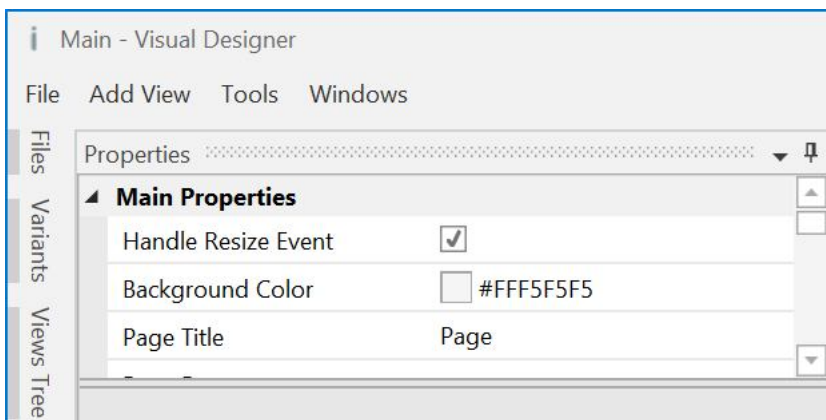 Main - Visual Designer
File Add View Tools Windows
Files
Variants
Views Tree
Properties
Main Properties
Handle Resize Event
Background Color #FFF5F5F5
Page Title Page